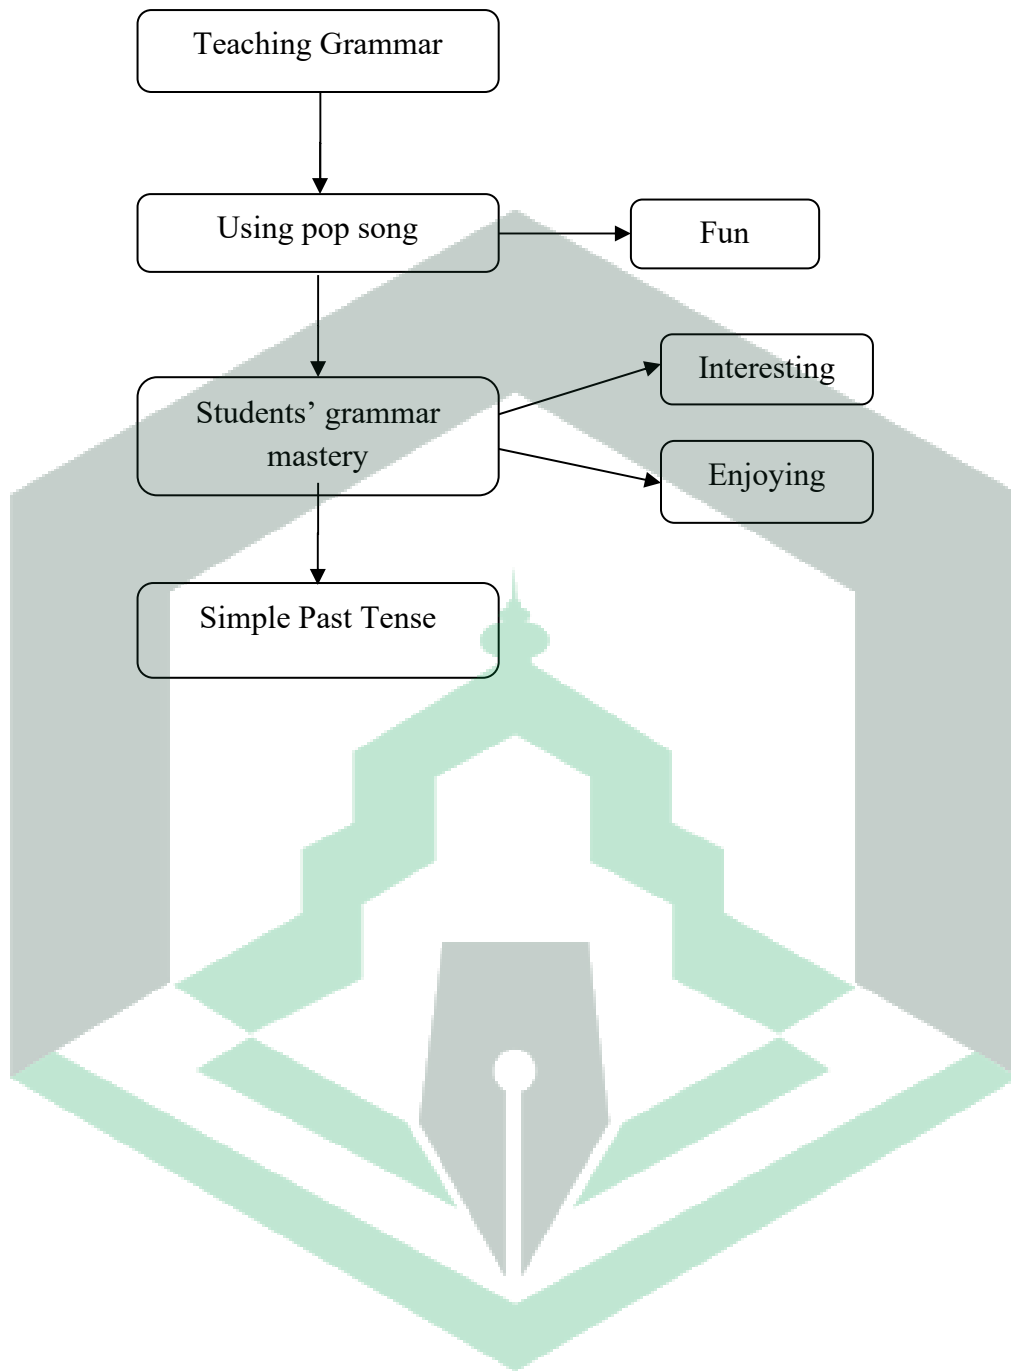 Teaching Grammar
Using pop song
Fun
Interesting
Students’ grammar
mastery
Enjoying
Simple Past Tense